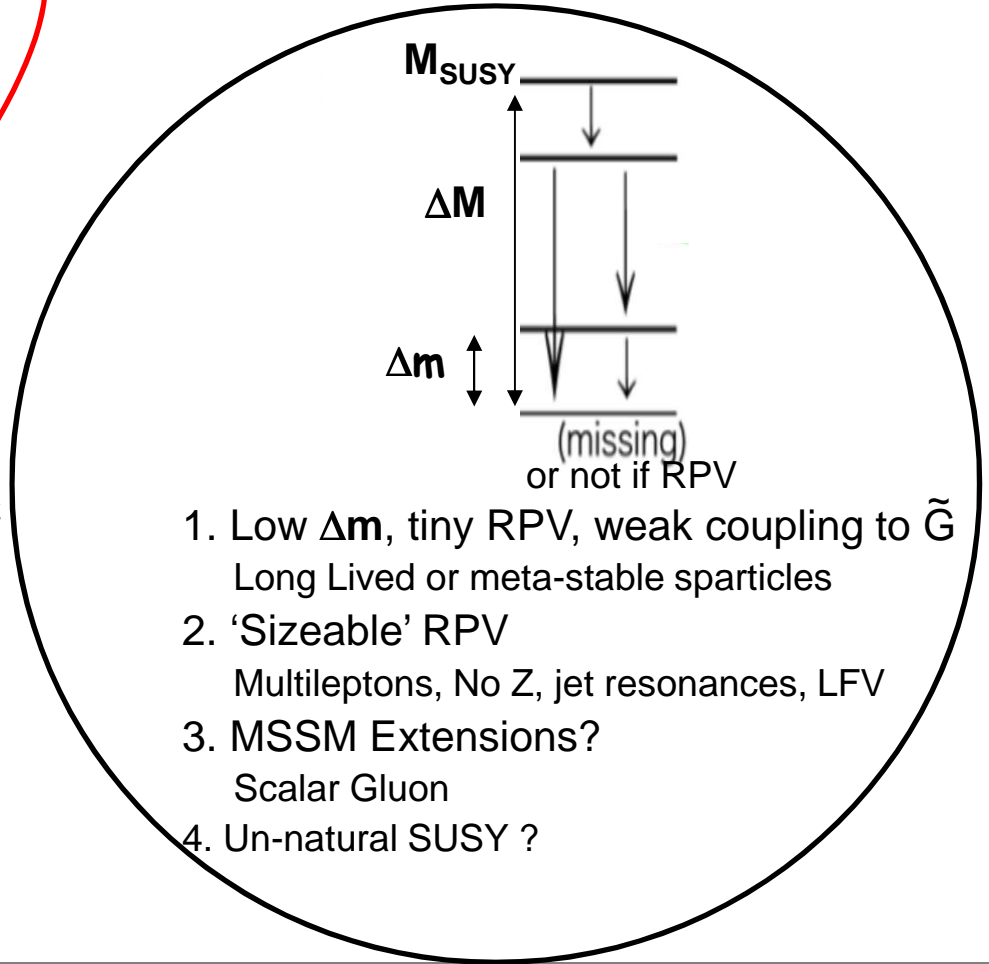 M_SUSY
ΔM
Δm
(missing)
or not if RPV
1. Low Δm, tiny RPV, weak coupling to G̃
Long Lived or meta-stable sparticles
2. ‘Sizeable’ RPV
Multileptons, No Z, jet resonances, LFV
3. MSSM Extensions?
Scalar Gluon
4. Un-natural SUSY ?